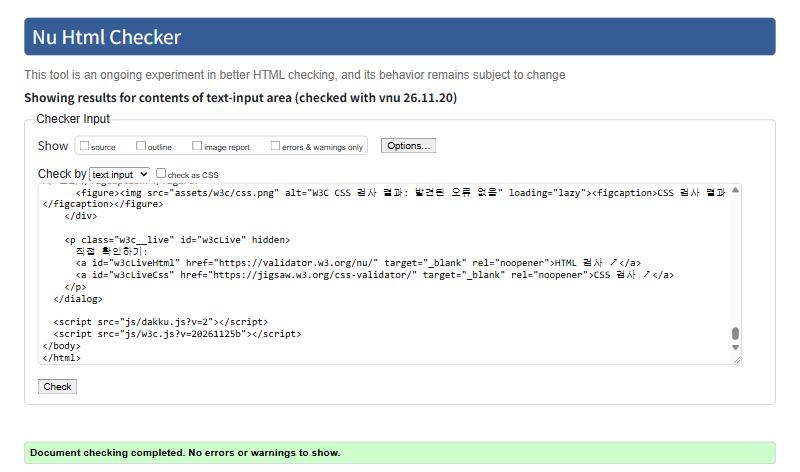 Nu Html Checker
This tool is an ongoing experiment in better HTML checking, and its behavior remains subject to change
Showing results for contents of text-input area (checked with vnu 26.11.20)
Checker Input
Show source outline image report errors & warnings only Options...
Check by text input check as CSS
<figure><img src="assets/w3c/css.png" alt="W3C CSS 검사 결과: 발견된 오류 없음" loading="lazy"><figcaption>CSS 검사 결과
</figcaption></figure>
</div>
<p class="w3c__live" id="w3cLive" hidden>
직접 확인하기:
<a id="w3cLiveHtml" href="https://validator.w3.org/nu/" target="_blank" rel="noopener">HTML 검사 ↗</a>
<a id="w3cLiveCss" href="https://jigsaw.w3.org/css-validator/" target="_blank" rel="noopener">CSS 검사 ↗</a>
</p>
</dialog>
<script src="js/dakku.js?v=2"></script>
<script src="js/w3c.js?v=20261125b"></script>
</body>
</html>
Check
Document checking completed. No errors or warnings to show.